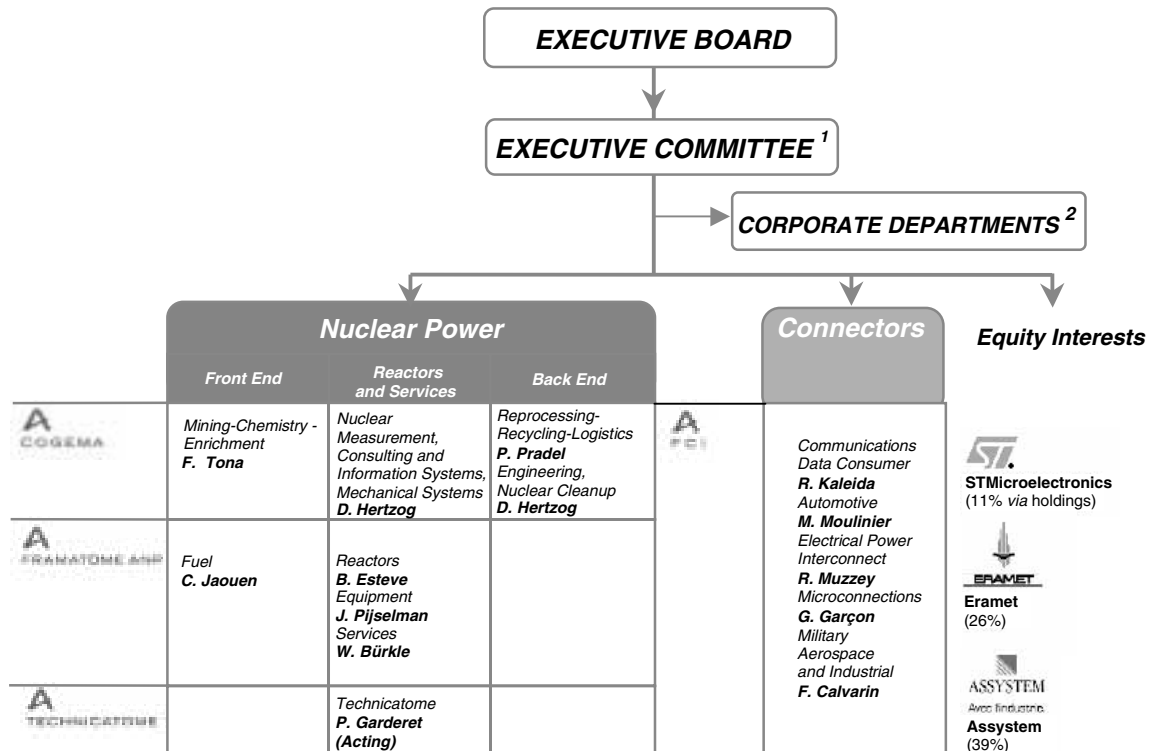 EXECUTIVE BOARD
EXECUTIVE COMMITTEE 1
CORPORATE DEPARTMENTS 2
Nuclear Power
Connectors
Equity Interests
Front End
Reactors
and Services
Back End
A
COGEMA
Mining-Chemistry -
Enrichment
F. Tona
Nuclear
Measurement,
Consulting and
Information Systems,
Mechanical Systems
D. Hertzog
Reprocessing-
Recycling-Logistics
P. Pradel
Engineering,
Nuclear Cleanup
D. Hertzog
A
FCI
Communications
Data Consumer
R. Kaleida
Automotive
M. Moulinier
Electrical Power
Interconnect
R. Muzzey
Microconnections
G. Garçon
Military
Aerospace
and Industrial
F. Calvarin
ST.
STMicroelectronics
(11% via holdings)
ERAMET
Eramet
(26%)
ASSYSTEM
Avec l'industrie.
Assystem
(39%)
A
FRAMATOME ANP
Fuel
C. Jaouen
Reactors
B. Esteve
Equipment
J. Pijselman
Services
W. Bürkle
A
TECHNICATOME
Technicatome
P. Garderet
(Acting)